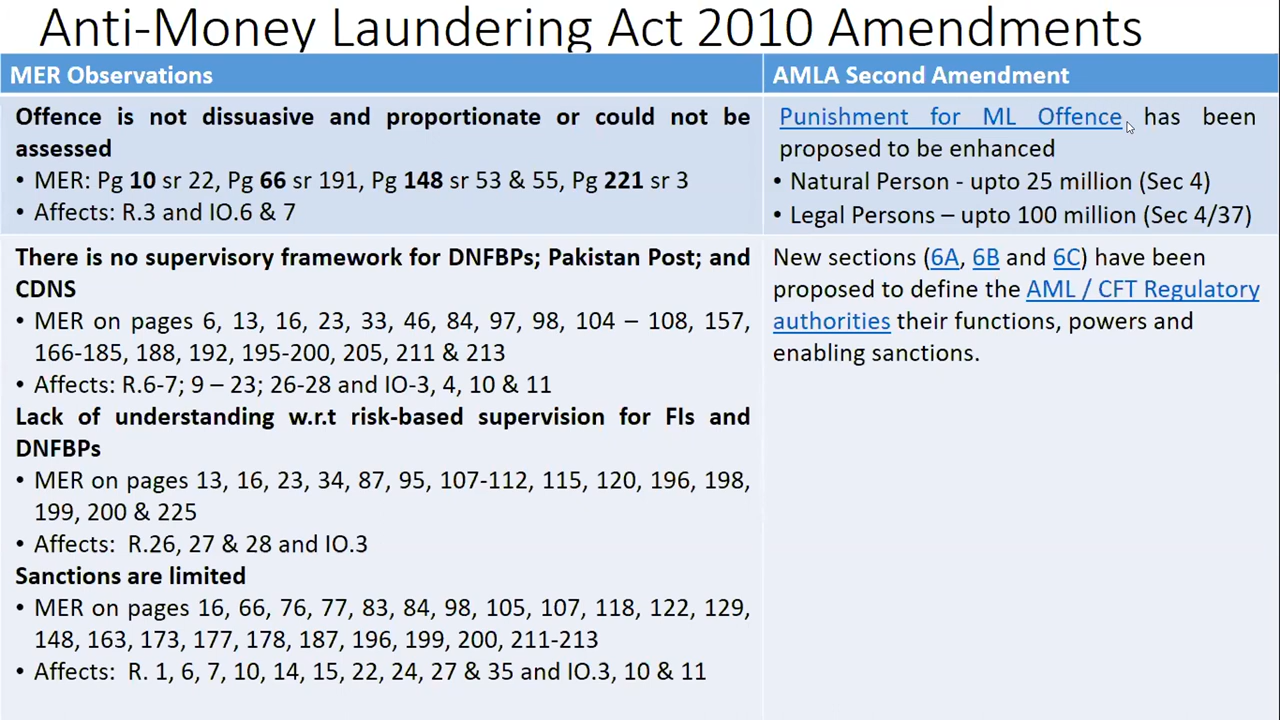 Anti-Money Laundering Act 2010 Amendments
MER Observations
AMLA Second Amendment
Offence is not dissuasive and proportionate or could not be
assessed
• MER: Pg 10 sr 22, Pg 66 sr 191, Pg 148 sr 53 & 55, Pg 221 sr 3
• Affects: R.3 and IO.6 & 7
Punishment for ML Offence has been
proposed to be enhanced
• Natural Person - upto 25 million (Sec 4)
• Legal Persons – upto 100 million (Sec 4/37)
There is no supervisory framework for DNFBPs; Pakistan Post; and
CDNS
• MER on pages 6, 13, 16, 23, 33, 46, 84, 97, 98, 104 – 108, 157,
166-185, 188, 192, 195-200, 205, 211 & 213
• Affects: R.6-7; 9 – 23; 26-28 and IO-3, 4, 10 & 11
Lack of understanding w.r.t risk-based supervision for FIs and
DNFBPs
• MER on pages 13, 16, 23, 34, 87, 95, 107-112, 115, 120, 196, 198,
199, 200 & 225
• Affects: R.26, 27 & 28 and IO.3
Sanctions are limited
• MER on pages 16, 66, 76, 77, 83, 84, 98, 105, 107, 118, 122, 129,
148, 163, 173, 177, 178, 187, 196, 199, 200, 211-213
• Affects: R. 1, 6, 7, 10, 14, 15, 22, 24, 27 & 35 and IO.3, 10 & 11
New sections (6A, 6B and 6C) have been
proposed to define the AML / CFT Regulatory
authorities their functions, powers and
enabling sanctions.